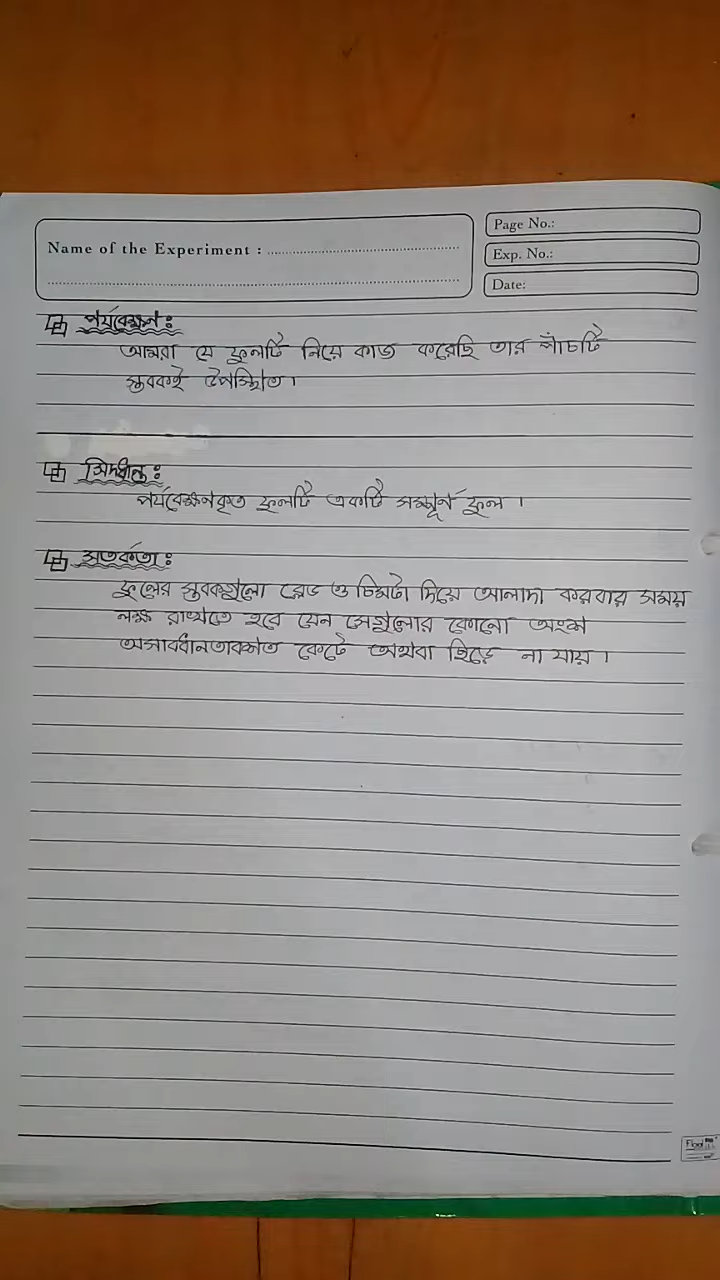 Name of the Experiment :
Page No.:
Exp. No.:
Date:
পর্যবেক্ষণ :
আমরা যে ফুলটি নিয়ে কাজ করেছি তার পাঁচটি
স্তবকই উপস্থিত।
সিদ্ধান্ত :
পর্যবেক্ষণকৃত ফুলটি একটি সম্পূর্ণ ফুল।
সতর্কতা :
ফুলের স্তবকগুলো ব্লেড ও চিমটা দিয়ে আলাদা করবার সময়
লক্ষ রাখতে হবে যেন সেগুলোর কোনো অংশ
অসাবধানতাবশত কেটে অথবা ছিড়ে না যায়।